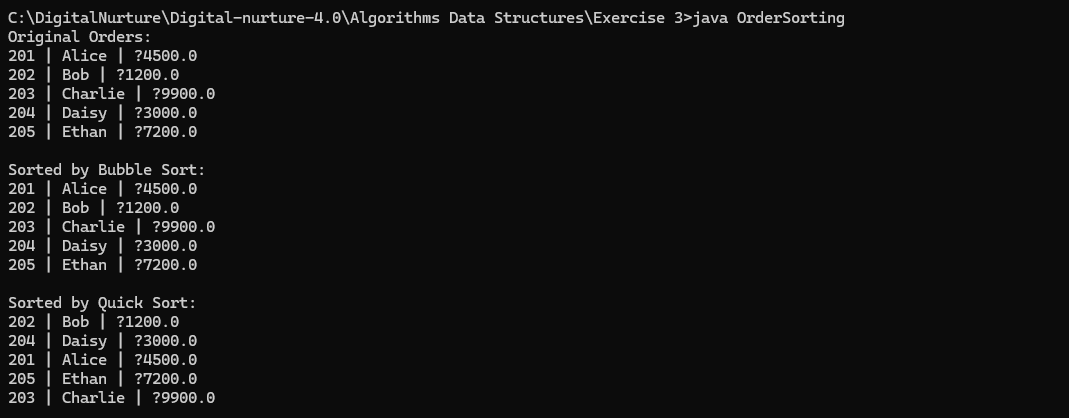 C:\DigitalNurture\Digital-nurture-4.0\Algorithms Data Structures\Exercise 3>java OrderSorting
Original Orders:
201 | Alice | ?4500.0
202 | Bob | ?1200.0
203 | Charlie | ?9900.0
204 | Daisy | ?3000.0
205 | Ethan | ?7200.0

Sorted by Bubble Sort:
201 | Alice | ?4500.0
202 | Bob | ?1200.0
203 | Charlie | ?9900.0
204 | Daisy | ?3000.0
205 | Ethan | ?7200.0

Sorted by Quick Sort:
202 | Bob | ?1200.0
204 | Daisy | ?3000.0
201 | Alice | ?4500.0
205 | Ethan | ?7200.0
203 | Charlie | ?9900.0